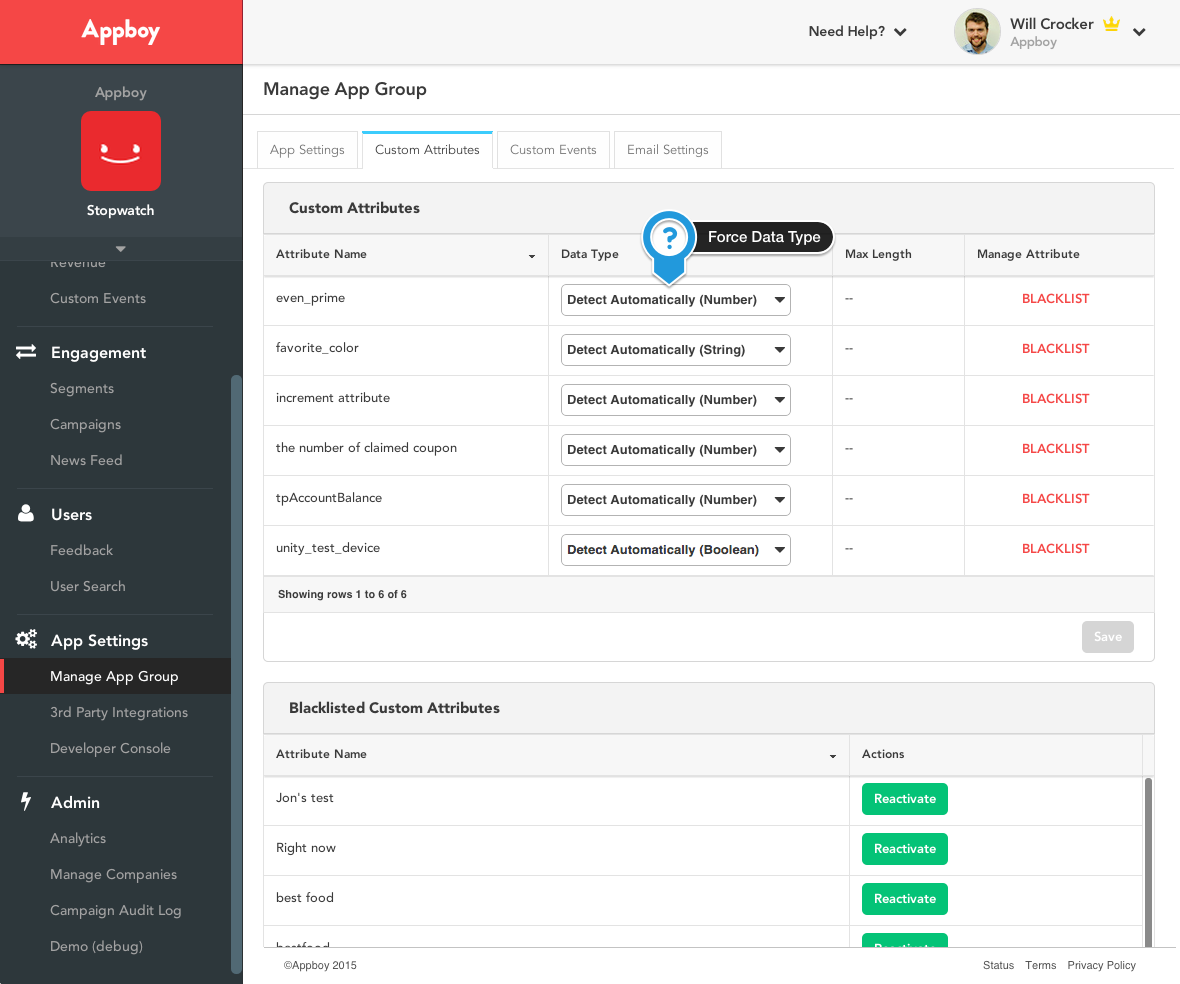 Appboy
Need Help?
Will Crocker
Appboy
Appboy
Stopwatch
Revenue
Custom Events
Engagement
Segments
Campaigns
News Feed
Users
Feedback
User Search
App Settings
Manage App Group
3rd Party Integrations
Developer Console
Admin
Analytics
Manage Companies
Campaign Audit Log
Demo (debug)
Manage App Group
App Settings Custom Attributes Custom Events Email Settings
Custom Attributes
? Force Data Type
Attribute Name Data Type Max Length Manage Attribute
even_prime Detect Automatically (Number) -- BLACKLIST
favorite_color Detect Automatically (String) -- BLACKLIST
increment attribute Detect Automatically (Number) -- BLACKLIST
the number of claimed coupon Detect Automatically (Number) -- BLACKLIST
tpAccountBalance Detect Automatically (Number) -- BLACKLIST
unity_test_device Detect Automatically (Boolean) -- BLACKLIST
Showing rows 1 to 6 of 6
Save
Blacklisted Custom Attributes
Attribute Name Actions
Jon's test Reactivate
Right now Reactivate
best food Reactivate
bestfood Reactivate
©Appboy 2015 Status Terms Privacy Policy